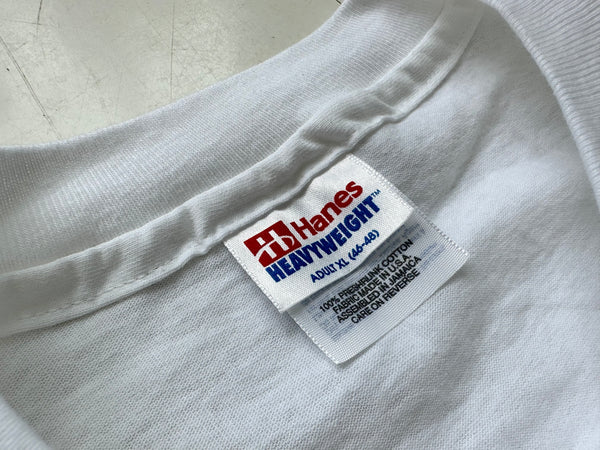 Hanes
HEAVYWEIGHT™
ADULT XL (46-48)
100% PRESHRUNK COTTON
FABRIC MADE IN U.S.A.
ASSEMBLED IN JAMAICA
CARE ON REVERSE